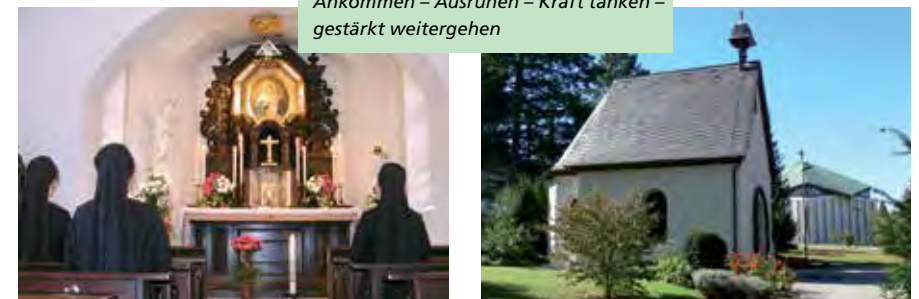 Ankommen – Ausruhen – Kraft tanken –
gestärkt weitergehen